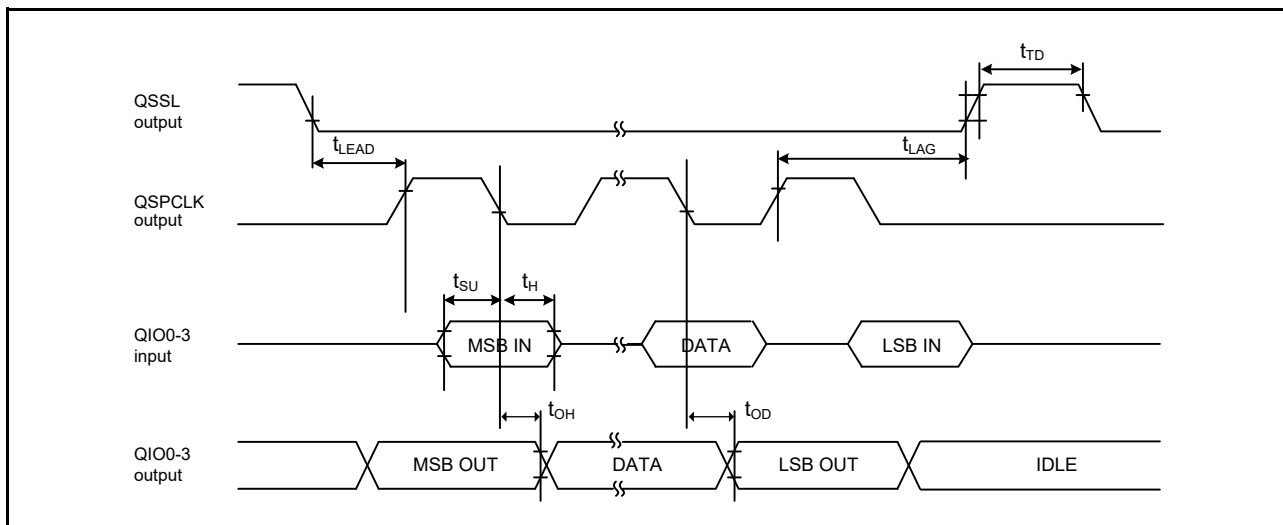 tTD
QSSL
output
tLEAD
tLAG
QSPCLK
output
tSU tH
QIO0-3
input
MSB IN DATA LSB IN
tOH tOD
QIO0-3
output
MSB OUT DATA LSB OUT IDLE